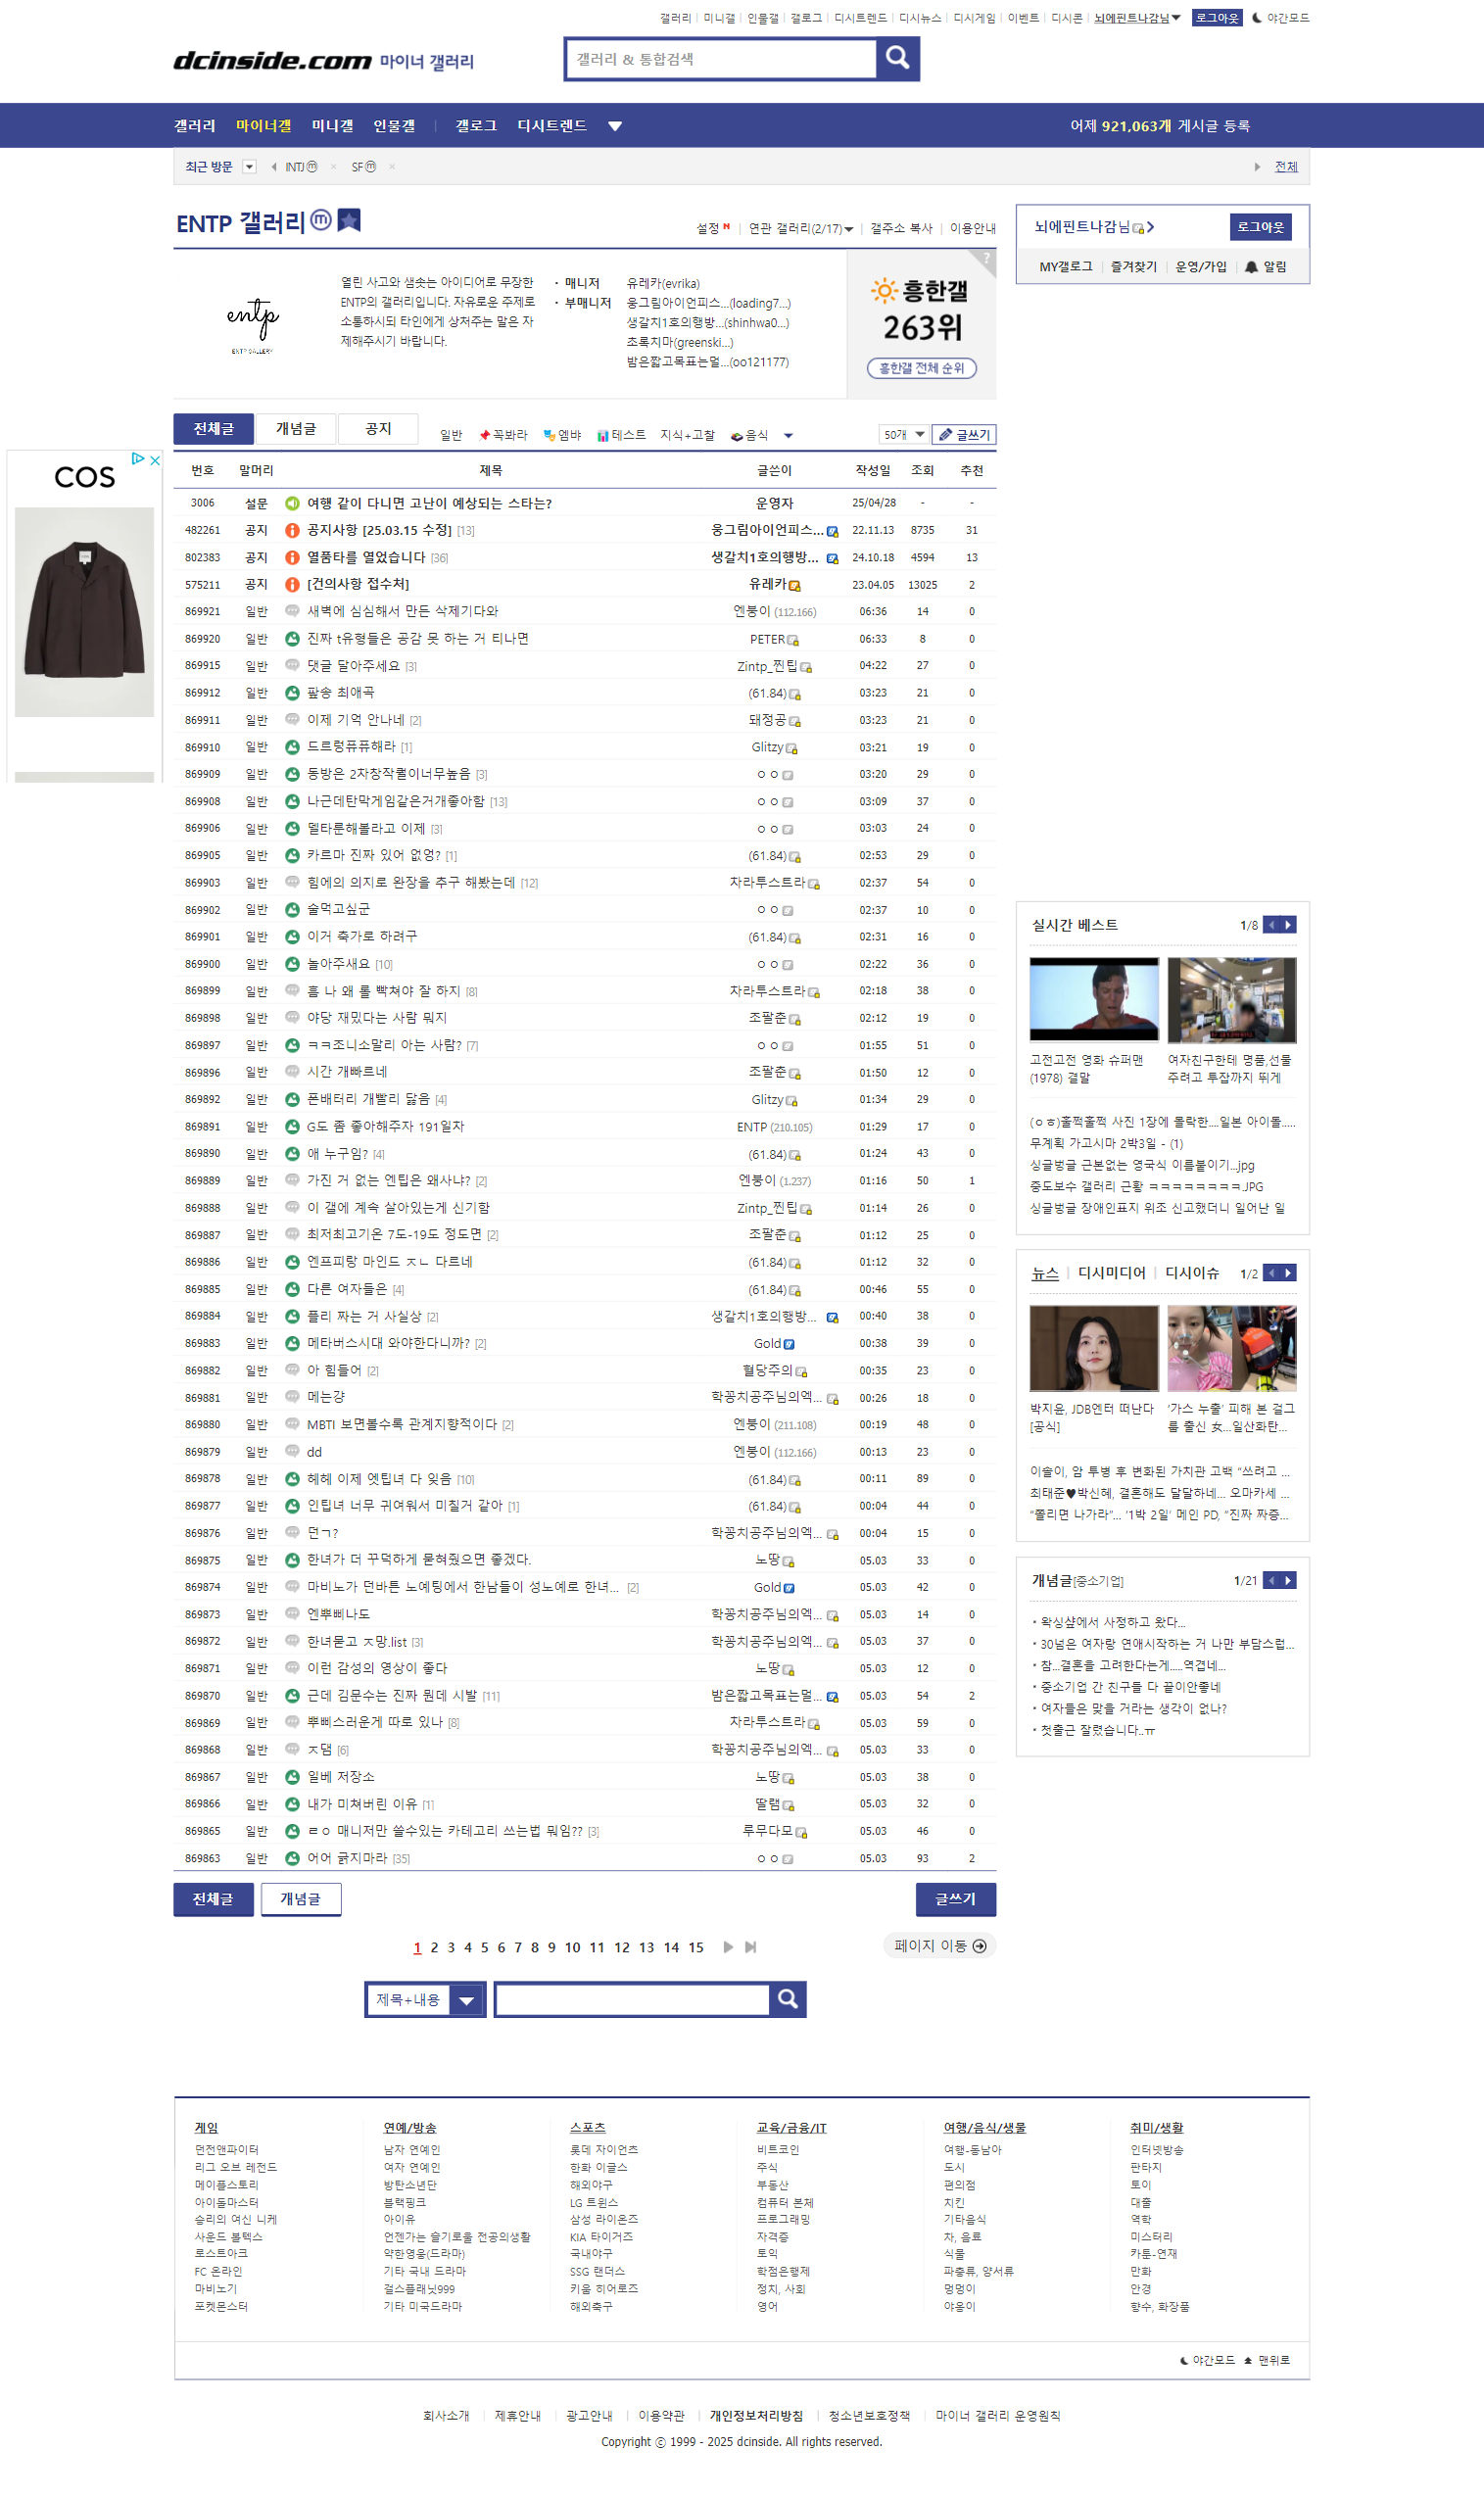 갤러리 미니갤 인물갤 갤로그 디시트렌드 디시뉴스 디시게임 이벤트 디시콘 뇌에핀트나감님 로그아웃 야간모드
dcinside.com 마이너 갤러리
갤러리 & 통합검색
갤러리 마이너갤 미니갤 인물갤 갤로그 디시트렌드
어제 921,063개 게시글 등록
최근 방문 INTJⓜ × SFⓜ × 전체
ENTP 갤러리ⓜ
설정 N 연관 갤러리(2/17) 갤주소 복사 이용안내
열린 사고와 샘솟는 아이디어로 무장한
ENTP의 갤러리입니다. 자유로운 주제로
소통하시되 타인에게 상처주는 말은 자
제해주시기 바랍니다.
entp
ENTP GALLERY
· 매니저 유레카(evrika)
· 부매니저 웅그림아이언피스...(loading7...)
생갈치1호의행방...(shinhwa0...)
초록치마(greenski...)
밤은짧고목표는멀...(oo121177)
?
흥한갤
263위
흥한갤 전체 순위
뇌에핀트나감님 로그아웃
MY갤로그 즐겨찾기 운영/가입 알림
전체글 개념글 공지 일반 꼭봐라 엠뱌 테스트 지식+고찰 음식 50개 글쓰기
COS
번호 말머리 제목 글쓴이 작성일 조회 추천
3006 설문 여행 같이 다니면 고난이 예상되는 스타는? 운영자 25/04/28 - -
482261 공지 공지사항 [25.03.15 수정] [13] 웅그림아이언피스... 22.11.13 8735 31
802383 공지 열품타를 열었습니다 [36] 생갈치1호의행방... 24.10.18 4594 13
575211 공지 [건의사항 접수처] 유레카 23.04.05 13025 2
869921 일반 새벽에 심심해서 만든 삭제기다와 엔붕이 (112.166) 06:36 14 0
869920 일반 진짜 t유형들은 공감 못 하는 거 티나면 PETER 06:33 8 0
869915 일반 댓글 달아주세요 [3] Zintp_찐팁 04:22 27 0
869912 일반 팦송 최애곡 (61.84) 03:23 21 0
869911 일반 이제 기억 안나네 [2] 돼정공 03:23 21 0
869910 일반 드르렁퓨퓨해라 [1] Glitzy 03:21 19 0
869909 일반 동방은 2차창작퀄이너무높음 [3] ㅇㅇ 03:20 29 0
869908 일반 나근데탄막게임같은거개좋아함 [13] ㅇㅇ 03:09 37 0
869906 일반 델타룬해볼라고 이제 [3] ㅇㅇ 03:03 24 0
869905 일반 카르마 진짜 있어 없엉? [1] (61.84) 02:53 29 0
869903 일반 힘에의 의지로 완장을 추구 해봤는데 [12] 차라투스트라 02:37 54 0
869902 일반 술먹고싶군 ㅇㅇ 02:37 10 0
869901 일반 이거 축가로 하려구 (61.84) 02:31 16 0
869900 일반 놀아주새요 [10] ㅇㅇ 02:22 36 0
869899 일반 흠 나 왜 롤 빡쳐야 잘 하지 [8] 차라투스트라 02:18 38 0
869898 일반 야당 재밌다는 사람 뭐지 조팔춘 02:12 19 0
869897 일반 ㅋㅋ조니소말리 아는 사람? [7] ㅇㅇ 01:55 51 0
869896 일반 시간 개빠르네 조팔춘 01:50 12 0
869892 일반 폰배터리 개빨리 닳음 [4] Glitzy 01:34 29 0
869891 일반 G도 좀 좋아해주자 191일차 ENTP (210.105) 01:29 17 0
869890 일반 얘 누구임? [4] (61.84) 01:24 43 0
869889 일반 가진 거 없는 엔팁은 왜사냐? [2] 엔붕이 (1.237) 01:16 50 1
869888 일반 이 갤에 계속 살아있는게 신기함 Zintp_찐팁 01:14 26 0
869887 일반 최저최고기온 7도-19도 정도면 [2] 조팔춘 01:12 25 0
869886 일반 엔프피랑 마인드 ㅈㄴ 다르네 (61.84) 01:12 32 0
869885 일반 다른 여자들은 [4] (61.84) 00:46 55 0
869884 일반 플리 짜는 거 사실상 [2] 생갈치1호의행방... 00:40 38 0
869883 일반 메타버스시대 와야한다니까? [2] Gold 00:38 39 0
869882 일반 아 힘들어 [2] 혈당주의 00:35 23 0
869881 일반 메는걍 학꽁치공주님의엑... 00:26 18 0
869880 일반 MBTI 보면볼수록 관계지향적이다 [2] 엔붕이 (211.108) 00:19 48 0
869879 일반 dd 엔붕이 (112.166) 00:13 23 0
869878 일반 헤헤 이제 엣팁녀 다 잊음 [10] (61.84) 00:11 89 0
869877 일반 인팁녀 너무 귀여워서 미칠거 같아 [1] (61.84) 00:04 44 0
869876 일반 던ㄱ? 학꽁치공주님의엑... 00:04 15 0
869875 일반 한녀가 더 꾸덕하게 묻혀줬으면 좋겠다. 노땅 05.03 33 0
869874 일반 마비노가 던바튼 노예팅에서 한남들이 성노예로 한녀... [2] Gold 05.03 42 0
869873 일반 엔뿌삐나도 학꽁치공주님의엑... 05.03 14 0
869872 일반 한녀묻고 ㅈ망.list [3] 학꽁치공주님의엑... 05.03 37 0
869871 일반 이런 감성의 영상이 좋다 노땅 05.03 12 0
869870 일반 근데 김문수는 진짜 뭔데 시발 [11] 밤은짧고목표는멀... 05.03 54 2
869869 일반 뿌삐스러운게 따로 있나 [8] 차라투스트라 05.03 59 0
869868 일반 ㅈ댐 [6] 학꽁치공주님의엑... 05.03 33 0
869867 일반 일베 저장소 노땅 05.03 38 0
869866 일반 내가 미쳐버린 이유 [1] 딸램 05.03 32 0
869865 일반 ㄹㅇ 매니저만 쓸수있는 카테고리 쓰는법 뭐임?? [3] 루무다모 05.03 46 0
869863 일반 어어 긁지마라 [35] ㅇㅇ 05.03 93 2
실시간 베스트 1/8
고전고전 영화 슈퍼맨 (1978) 결말
여자친구한테 명품,선물 주려고 투잡까지 뛰게
(ㅇㅎ)훌쩍훌쩍 사진 1장에 몰락한....일본 아이돌.....
무계획 가고시마 2박3일 - (1)
싱글벙글 근본없는 영국식 이름붙이기...jpg
중도보수 갤러리 근황 ㅋㅋㅋㅋㅋㅋㅋㅋ.JPG
싱글벙글 장애인표지 위조 신고했더니 일어난 일
뉴스 디시미디어 디시이슈 1/2
박지윤, JDB엔터 떠난다 [공식]
‘가스 누출’ 피해 본 걸그룹 출신 女…일산화탄...
이솔이, 암 투병 후 변화된 가치관 고백 “쓰려고 ...
최태준♥박신혜, 결혼해도 달달하네… 오마카세 ...
“쫄리면 나가라”… ‘1박 2일’ 메인 PD, “진짜 짜증...
개념글[중소기업] 1/21
· 왁싱샾에서 사정하고 왔다...
· 30넘은 여자랑 연애시작하는 거 나만 부담스럽...
· 참...결혼을 고려한다는게.....역겹네...
· 중소기업 간 친구들 다 끝이안좋네
· 여자들은 맞을 거라는 생각이 없나?
· 첫출근 잘렸습니다..ㅠ
전체글 개념글 글쓰기
1 2 3 4 5 6 7 8 9 10 11 12 13 14 15
페이지 이동
제목+내용
게임 연예/방송 스포츠 교육/금융/IT 여행/음식/생물 취미/생활
던전앤파이터 남자 연예인 롯데 자이언츠 비트코인 여행-동남아 인터넷방송
리그 오브 레전드 여자 연예인 한화 이글스 주식 도시 판타지
메이플스토리 방탄소년단 해외야구 부동산 편의점 토이
아이돌마스터 블랙핑크 LG 트윈스 컴퓨터 본체 치킨 대출
승리의 여신 니케 아이유 삼성 라이온즈 프로그래밍 기타음식 역학
사운드 볼텍스 언젠가는 슬기로울 전공의생활 KIA 타이거즈 자격증 차, 음료 미스터리
로스트아크 약한영웅(드라마) 국내야구 토익 식물 카툰-연재
FC 온라인 기타 국내 드라마 SSG 랜더스 학점은행제 파충류, 양서류 만화
마비노기 걸스플래닛999 키움 히어로즈 정치, 사회 멍멍이 안경
포켓몬스터 기타 미국드라마 해외축구 영어 야옹이 향수, 화장품
야간모드 맨위로
회사소개 제휴안내 광고안내 이용약관 개인정보처리방침 청소년보호정책 마이너 갤러리 운영원칙
Copyright ⓒ 1999 - 2025 dcinside. All rights reserved.